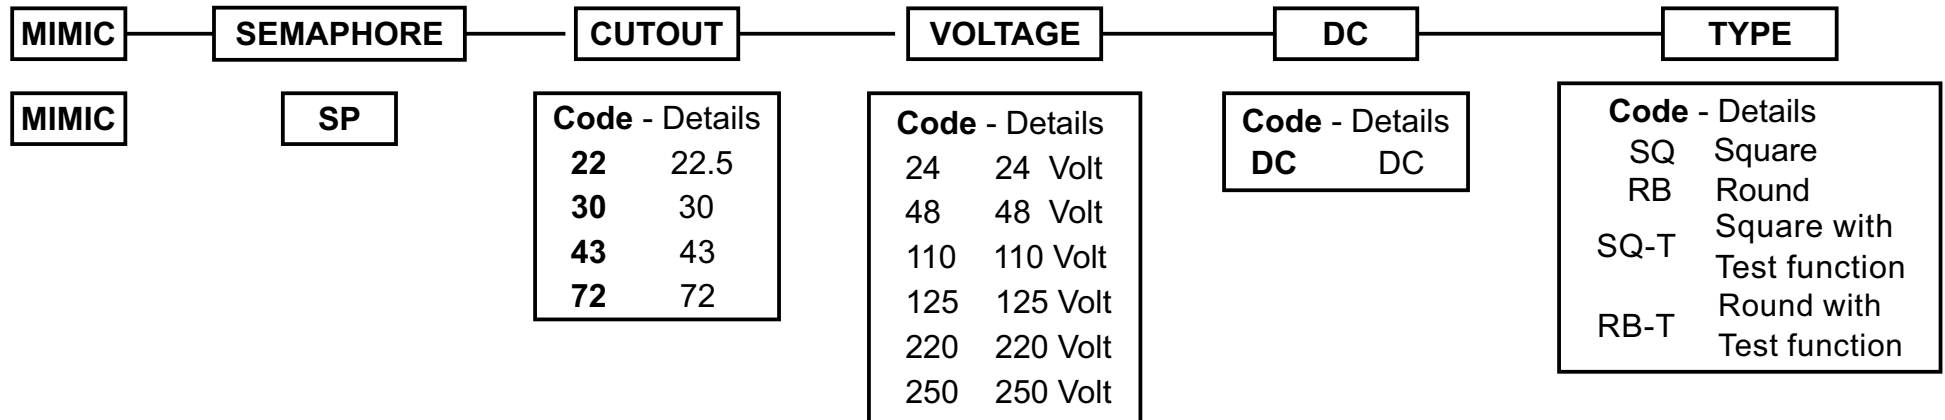 MIMIC SEMAPHORE CUTOUT VOLTAGE DC TYPE
MIMIC
SP
Code - Details
22 22.5
30 30
43 43
72 72
Code - Details
24 24 Volt
48 48 Volt
110 110 Volt
125 125 Volt
220 220 Volt
250 250 Volt
Code - Details
DC DC
Code - Details
SQ Square
RB Round
SQ-T Square with
Test function
RB-T Round with
Test function